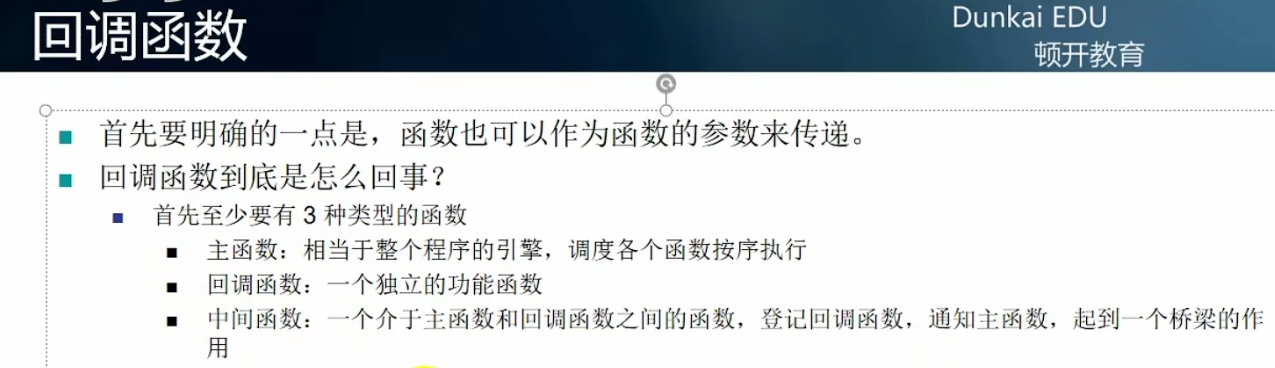 回调函数
Dunkai EDU
顿开教育
首先要明确的一点是，函数也可以作为函数的参数来传递。
回调函数到底是怎么回事？
首先至少要有 3 种类型的函数
主函数：相当于整个程序的引擎，调度各个函数按序执行
回调函数：一个独立的功能函数
中间函数：一个介于主函数和回调函数之间的函数，登记回调函数，通知主函数，起到一个桥梁的作
用